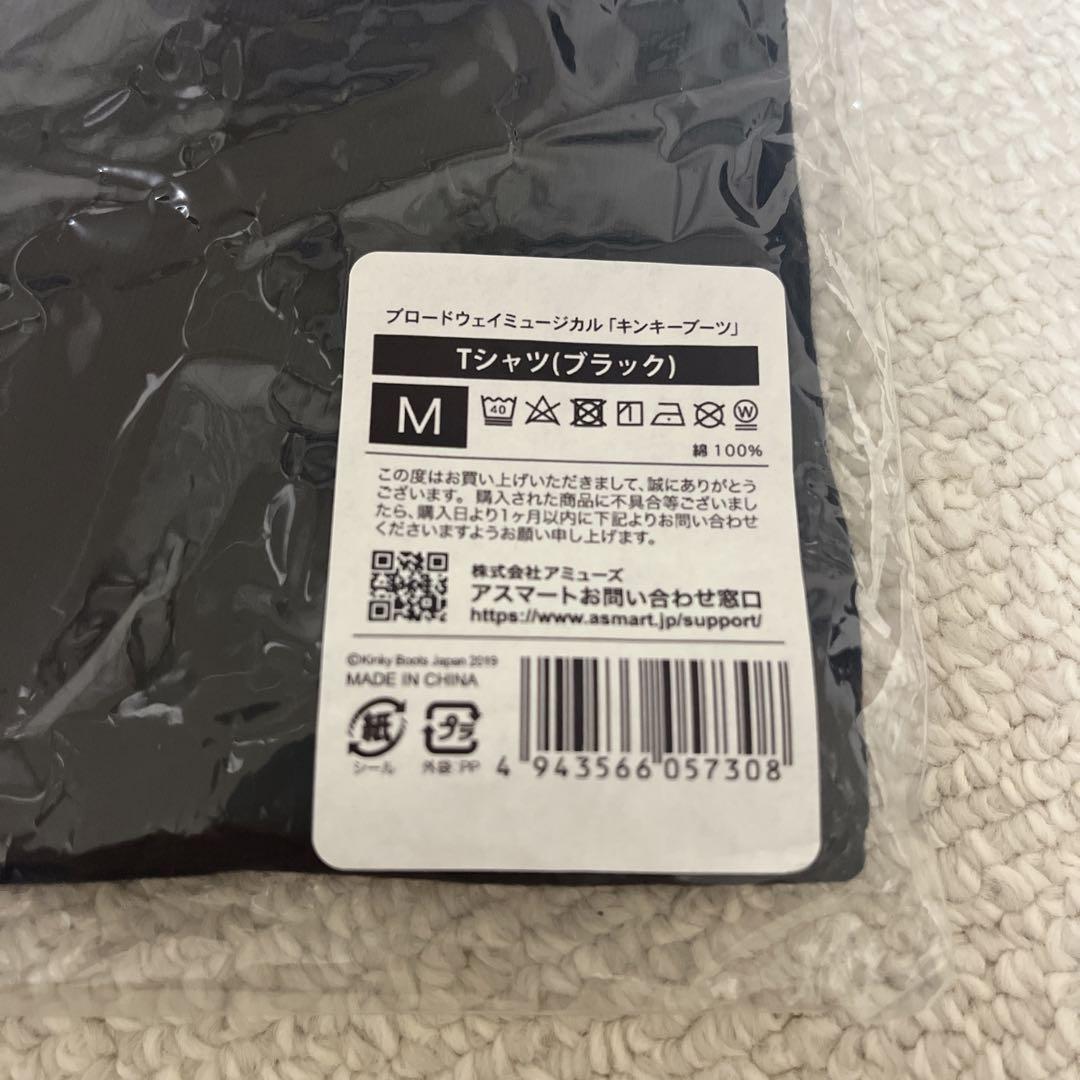 ブロードウェイミュージカル「キンキーブーツ」
Tシャツ(ブラック)
M
40
W
綿 100%
この度はお買い上げいただきまして、誠にありがとう
ございます。購入された商品に不具合等ございまし
たら、購入日より1ヶ月以内に下記よりお問い合わせ
くださいますようお願い申し上げます。
株式会社アミューズ
アスマートお問い合わせ窓口
https://www.asmart.jp/support/
©Kinky Boots Japan 2019
MADE IN CHINA
紙
プラ
シール
外袋:PP
4 943566 057308